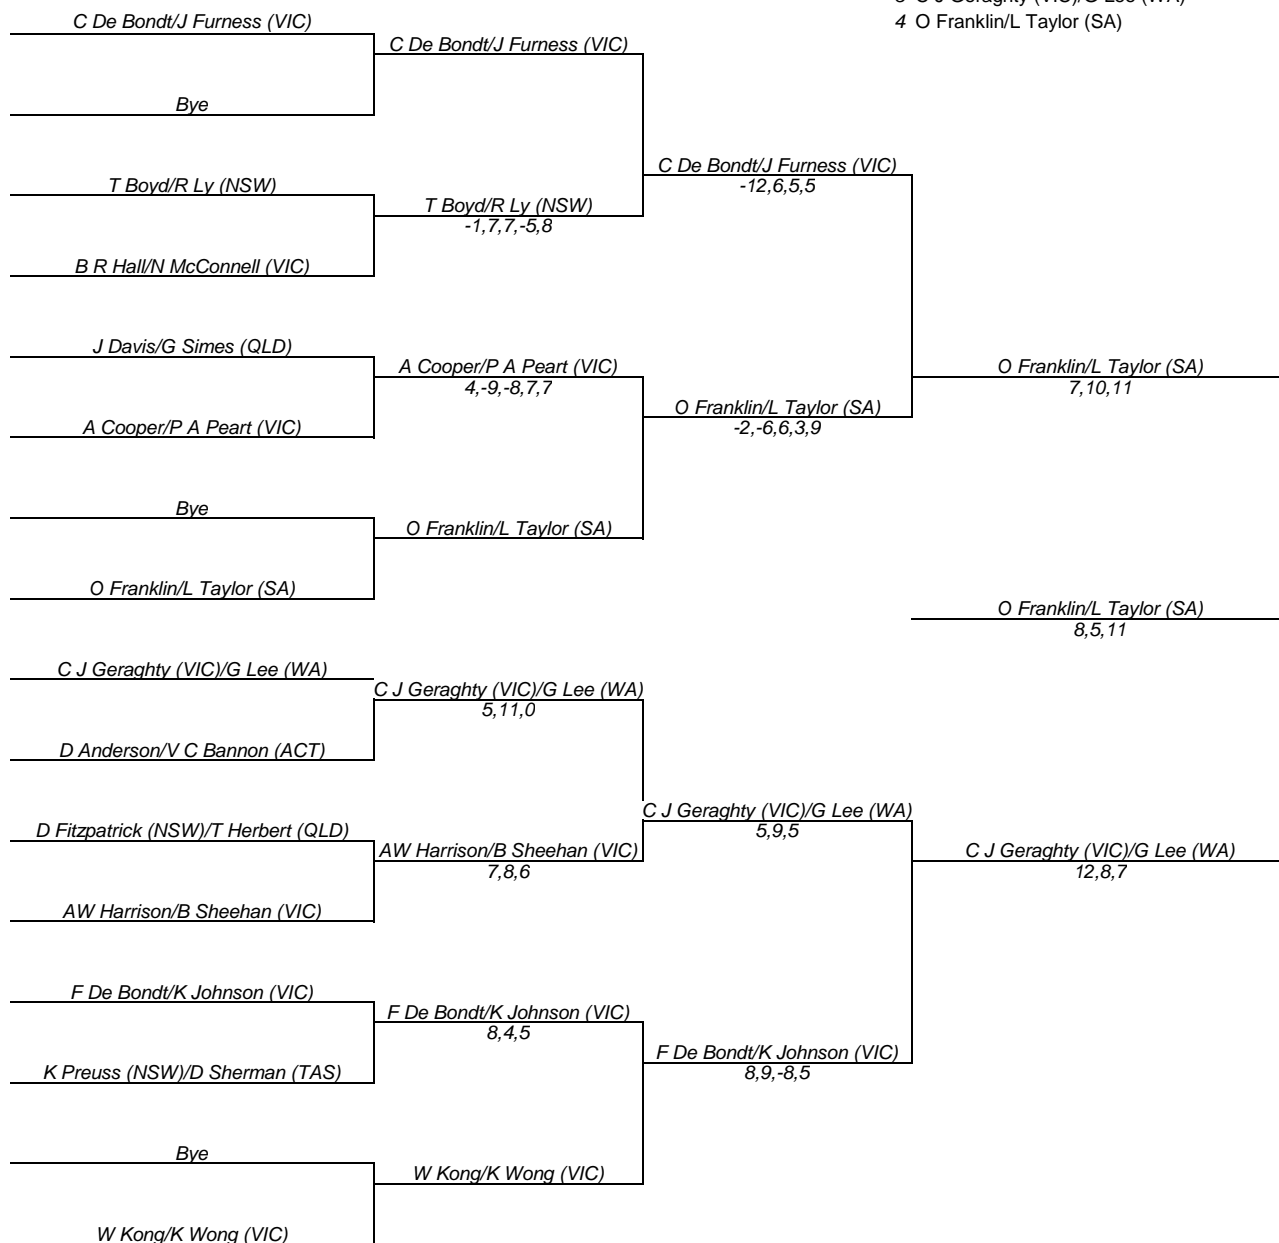 3 C J Geraghty (VIC)/G Lee (WA)
4 O Franklin/L Taylor (SA)
C De Bondt/J Furness (VIC)
Bye
T Boyd/R Ly (NSW)
B R Hall/N McConnell (VIC)
J Davis/G Simes (QLD)
A Cooper/P A Peart (VIC)
Bye
O Franklin/L Taylor (SA)
C J Geraghty (VIC)/G Lee (WA)
D Anderson/V C Bannon (ACT)
D Fitzpatrick (NSW)/T Herbert (QLD)
AW Harrison/B Sheehan (VIC)
F De Bondt/K Johnson (VIC)
K Preuss (NSW)/D Sherman (TAS)
Bye
W Kong/K Wong (VIC)
C De Bondt/J Furness (VIC)
T Boyd/R Ly (NSW)
-1,7,7,-5,8
A Cooper/P A Peart (VIC)
4,-9,-8,7,7
O Franklin/L Taylor (SA)
C J Geraghty (VIC)/G Lee (WA)
5,11,0
AW Harrison/B Sheehan (VIC)
7,8,6
F De Bondt/K Johnson (VIC)
8,4,5
W Kong/K Wong (VIC)
C De Bondt/J Furness (VIC)
-12,6,5,5
O Franklin/L Taylor (SA)
-2,-6,6,3,9
C J Geraghty (VIC)/G Lee (WA)
5,9,5
F De Bondt/K Johnson (VIC)
8,9,-8,5
O Franklin/L Taylor (SA)
7,10,11
O Franklin/L Taylor (SA)
8,5,11
C J Geraghty (VIC)/G Lee (WA)
12,8,7